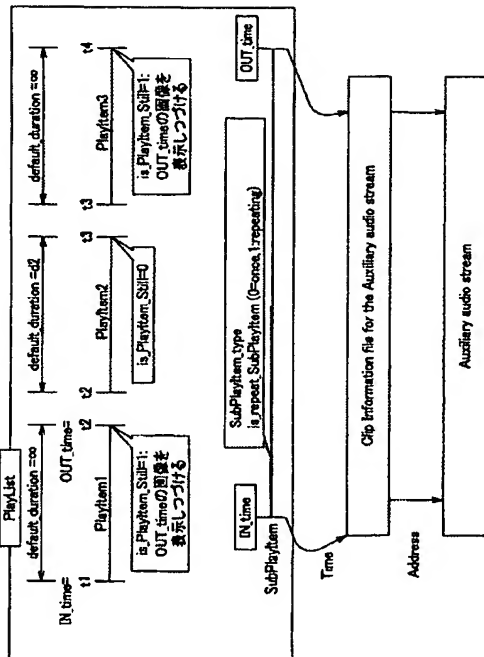 PlayList
default_duration =∞
default_duration =d2
default_duration =∞
IN_time=
OUT_time=
t1
t2
t2
t3
t3
t4
PlayItem1
PlayItem2
PlayItem3
is_PlayItem_Still=1:
OUT_timeの画像を
表示しつづける
is_PlayItem_Still=0
is_PlayItem_Still=1:
OUT_timeの画像を
表示しつづける
SubPlayItem_type
is_repeat_SubPlayItem (0=once, 1:repeating)
IN_time
OUT_time
SubPlayItem
Time
Clip Information file for the Auxiliary audio stream
Address
Auxiliary audio stream